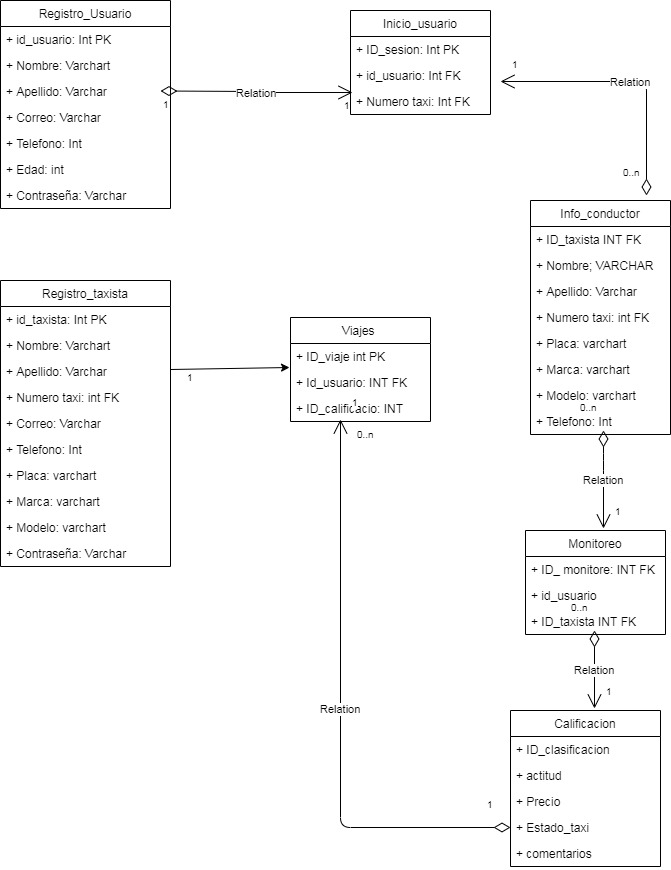 Registro_Usuario
+ id_usuario: Int PK
+ Nombre: Varchart
+ Apellido: Varchar
+ Correo: Varchar
+ Telefono: Int
+ Edad: int
+ Contraseña: Varchar
1
Relation
1
Inicio_usuario
+ ID_sesion: Int PK
+ id_usuario: Int FK
+ Numero taxi: Int FK
1
Relation
0..n
Info_conductor
+ ID_taxista INT FK
+ Nombre; VARCHAR
+ Apellido: Varchar
+ Numero taxi: int FK
+ Placa: varchart
+ Marca: varchart
+ Modelo: varchart
0..n
+ Telefono: Int
Registro_taxista
+ id_taxista: Int PK
+ Nombre: Varchart
+ Apellido: Varchar
+ Numero taxi: int FK
+ Correo: Varchar
+ Telefono: Int
+ Placa: varchart
+ Marca: varchart
+ Modelo: varchart
+ Contraseña: Varchar
1
Viajes
+ ID_viaje int PK
+ Id_usuario: INT FK
1
+ ID_calificacio: INT
0..n
Relation
1
Monitoreo
+ ID_ monitore: INT FK
+ id_usuario
0..n
+ ID_taxista INT FK
Relation
1
Relation
1
Calificacion
+ ID_clasificacion
+ actitud
+ Precio
+ Estado_taxi
+ comentarios